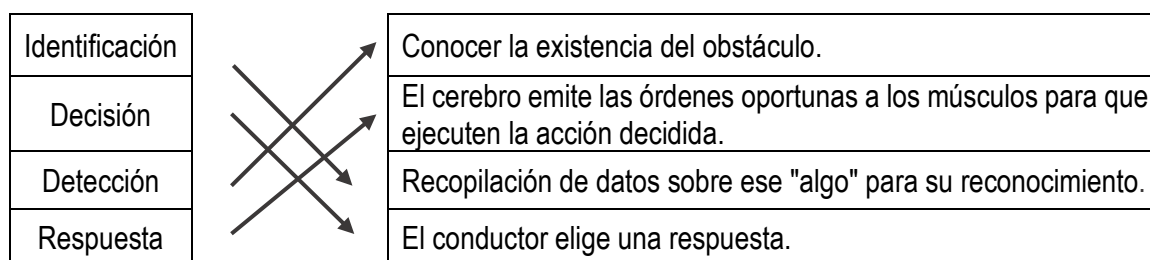 Identificación
Conocer la existencia del obstáculo.
Decisión
El cerebro emite las órdenes oportunas a los músculos para que
ejecuten la acción decidida.
Detección
Recopilación de datos sobre ese "algo" para su reconocimiento.
Respuesta
El conductor elige una respuesta.